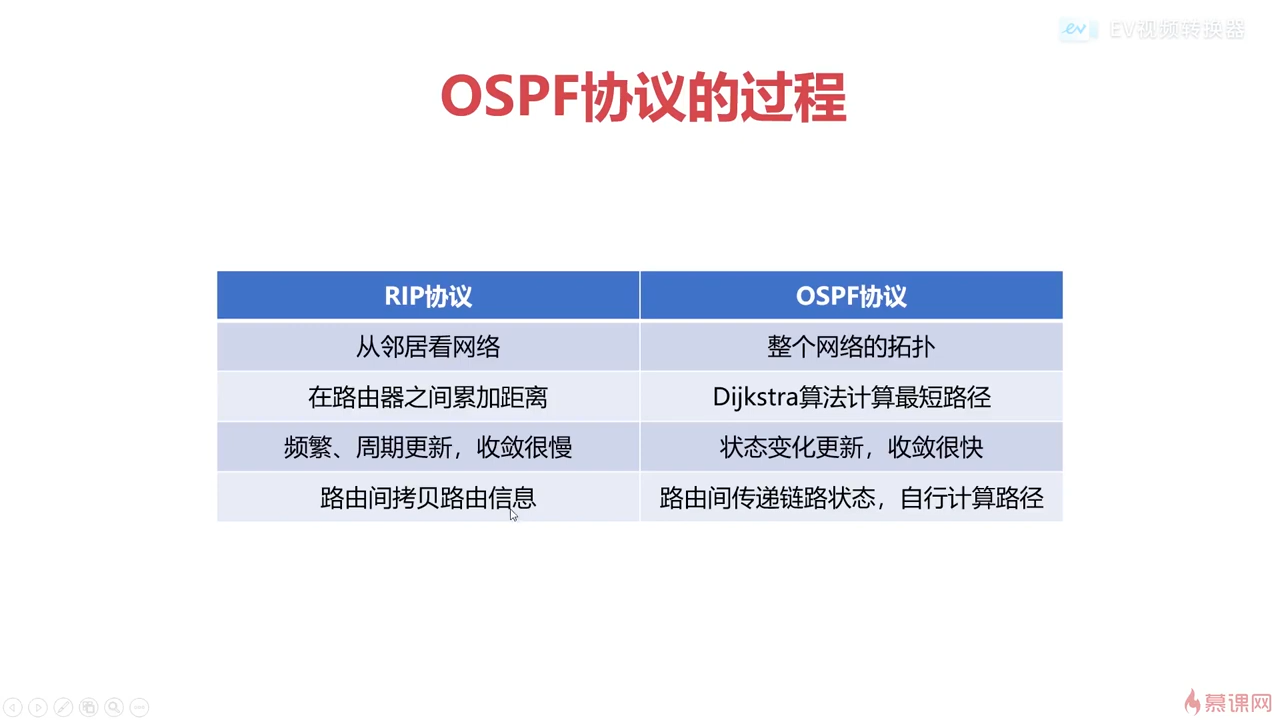 EV视频转换器
OSPF协议的过程
RIP协议 OSPF协议
从邻居看网络 整个网络的拓扑
在路由器之间累加距离 Dijkstra算法计算最短路径
频繁、周期更新，收敛很慢 状态变化更新，收敛很快
路由间拷贝路由信息 路由间传递链路状态，自行计算路径
慕课网